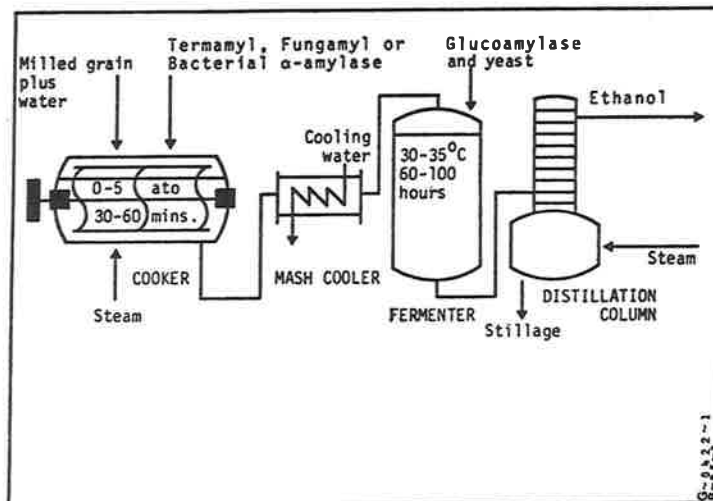 Milled grain
plus
water
Termamyl, Fungamyl or
Bacterial α-amylase
0-5 ato
30-60 mins.
COOKER
Steam
Cooling
water
MASH COOLER
Glucoamylase
and yeast
30-35°C
60-100
hours
FERMENTER
Ethanol
Steam
DISTILLATION
COLUMN
Stillage